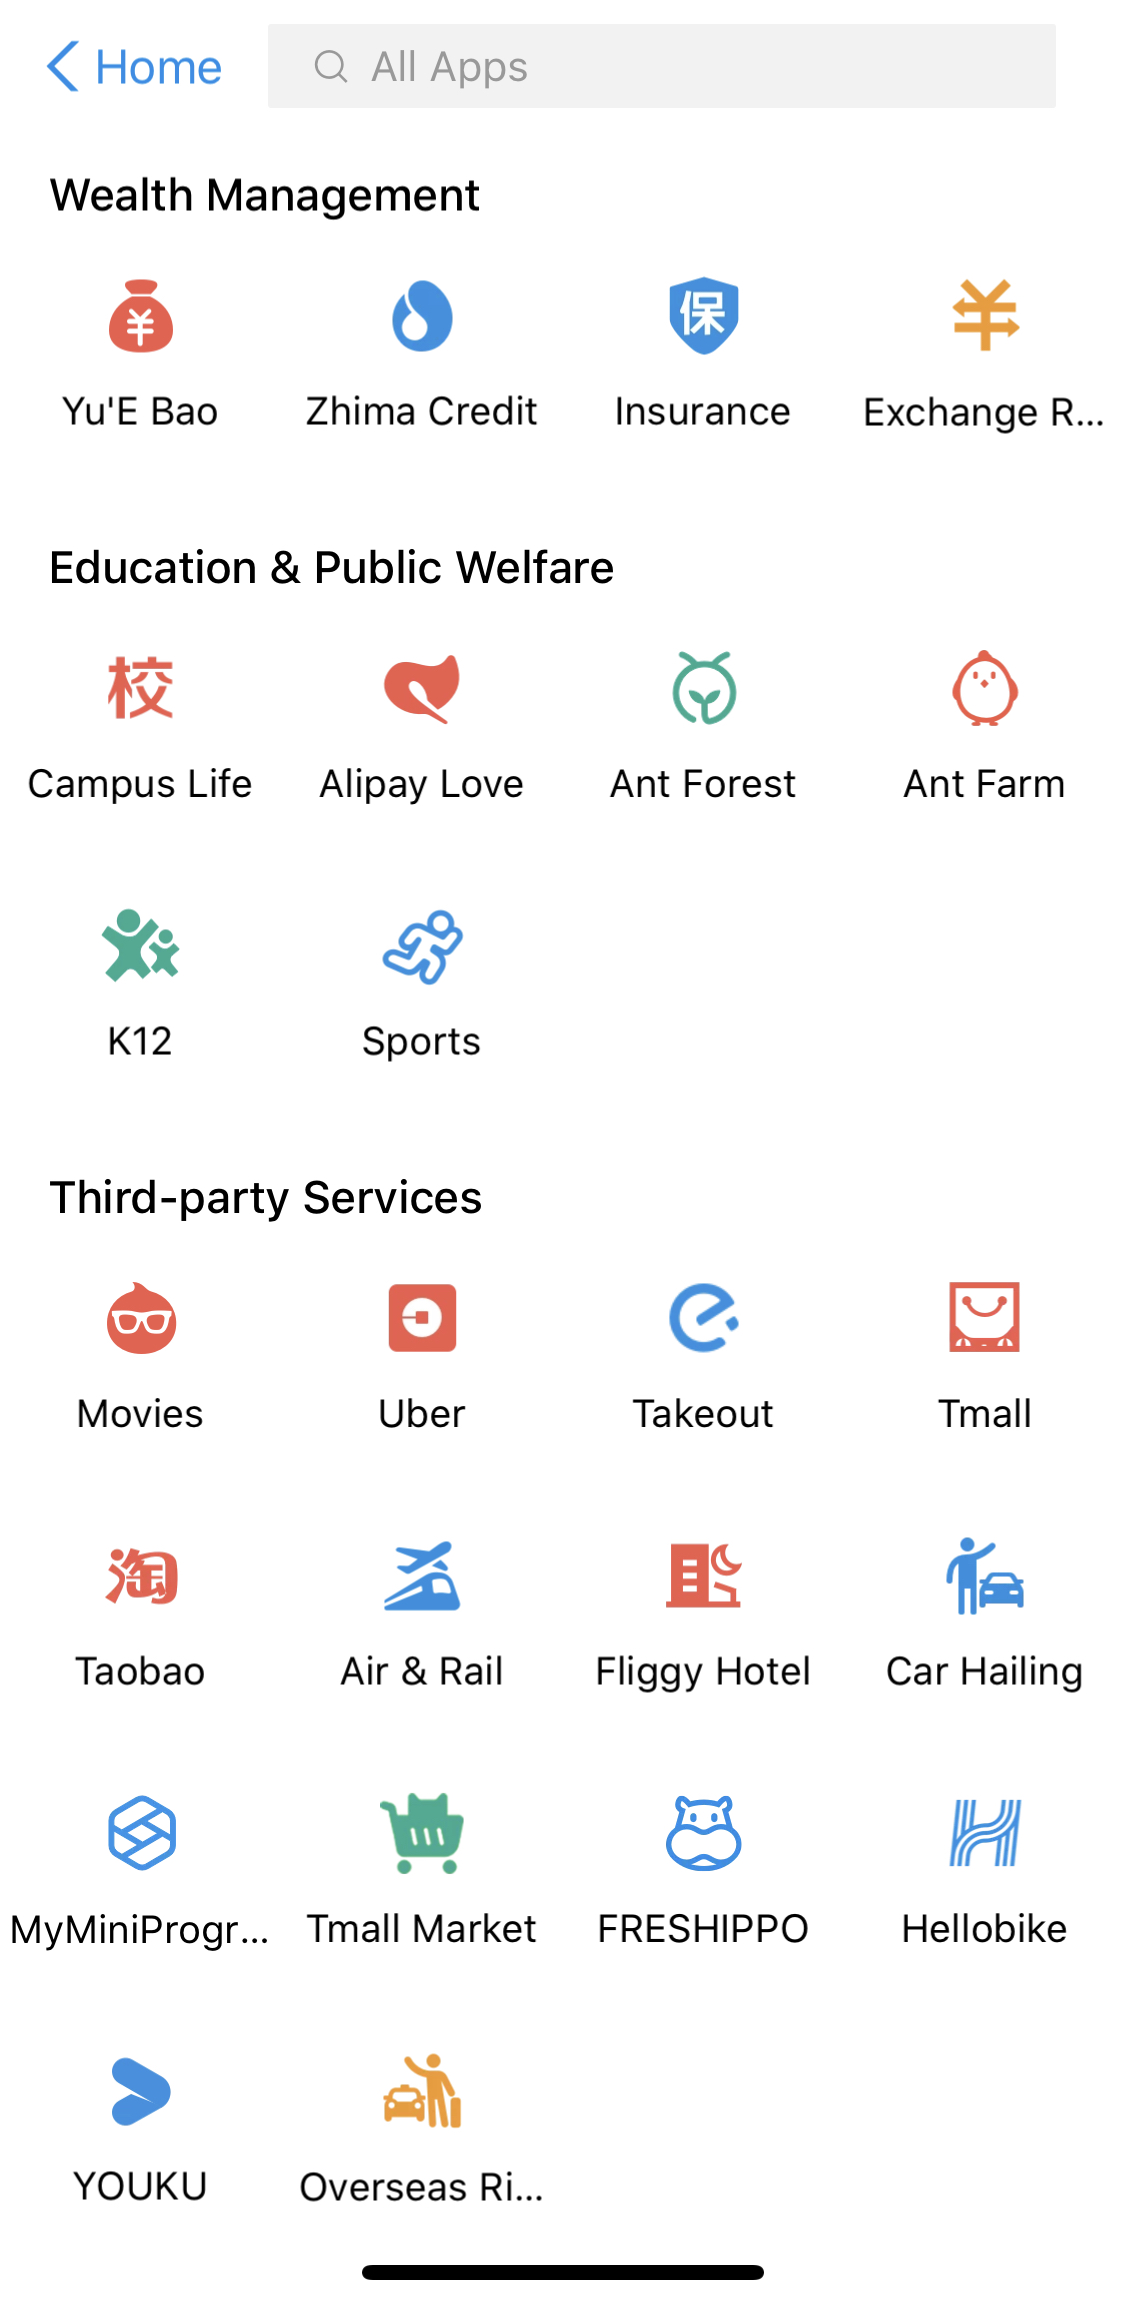 Home
All Apps
Wealth Management
保
Yu'E Bao
Zhima Credit
Insurance
Exchange R...
Education & Public Welfare
校
Campus Life
Alipay Love
Ant Forest
Ant Farm
K12
Sports
Third-party Services
Movies
Uber
Takeout
Tmall
淘
Taobao
Air & Rail
Fliggy Hotel
Car Hailing
MyMiniProgr...
Tmall Market
FRESHIPPO
Hellobike
YOUKU
Overseas Ri...